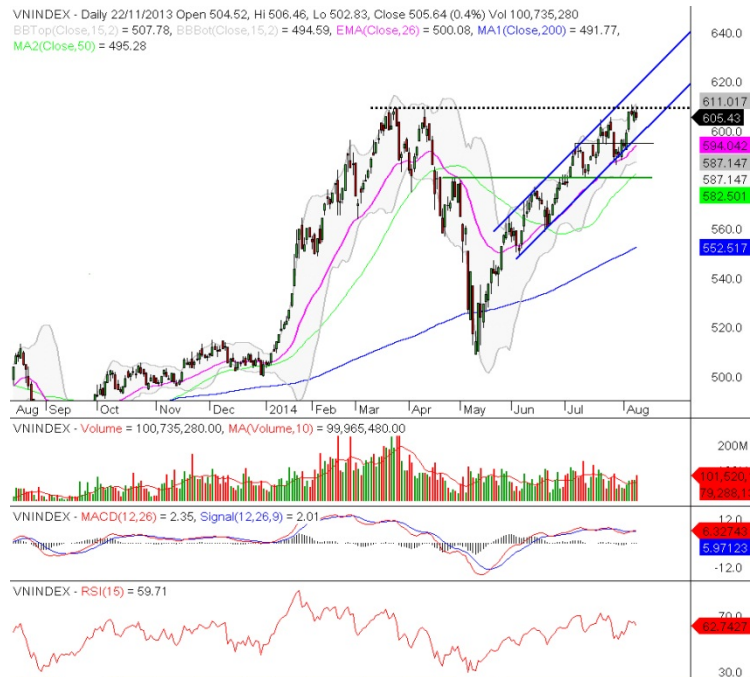 VNINDEX - Daily 22/11/2013 Open 504.52, Hi 506.46, Lo 502.83, Close 505.64 (0.4%) Vol 100,735,280
BBTop(Close,15,2) = 507.78, BBBot(Close,15,2) = 494.59, EMA(Close,26) = 500.08, MA1(Close,200) = 491.77,
MA2(Close,50) = 495.28
640.0
620.0
611.017
605.43
600.0
594.042
587.147
587.147
582.501
560.0
552.517
540.0
520.0
500.0
Aug Sep Oct Nov Dec 2014 Feb Mar Apr May Jun Jul Aug
VNINDEX - Volume = 100,735,280.00, MA(Volume,10) = 99,965,480.00
200M
101,520,
79,288,1
VNINDEX - MACD(12,26) = 2.35, Signal(12,26,9) = 2.01
12.0
6.32743
5.97123
-12.0
VNINDEX - RSI(15) = 59.71
70.0
62.7427
30.0